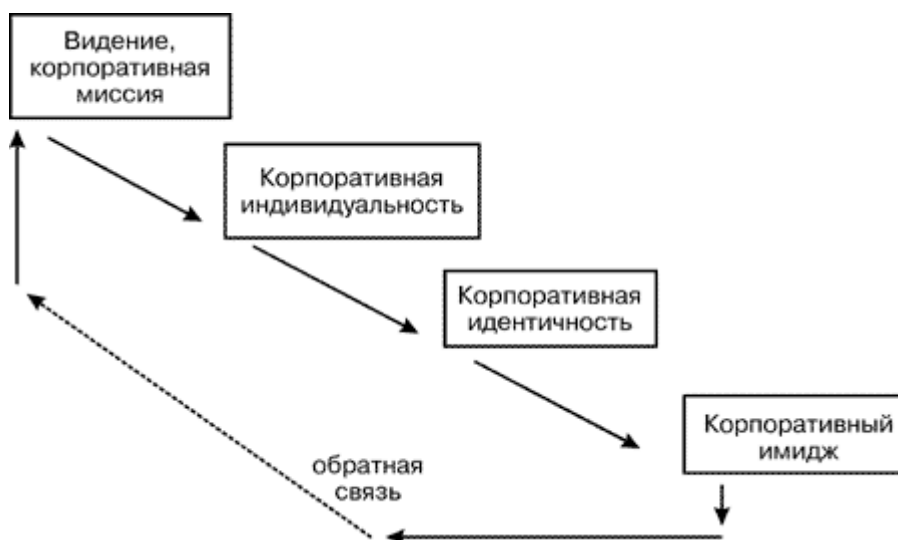 Видение,
корпоративная
миссия
Корпоративная
индивидуальность
Корпоративная
идентичность
Корпоративный
имидж
обратная
связь